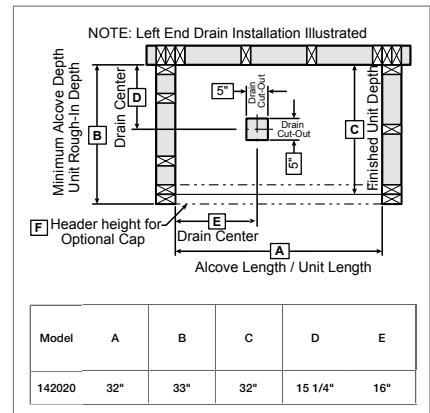 NOTE: Left End Drain Installation Illustrated
Minimum Alcove Depth
Unit Rough-In Depth
B
D
Drain Center
5"
Drain
Cut-Out
Drain
Cut-Out
5"
C
Finished Unit Depth
F Header height for
Optional Cap
E
Drain Center
A
Alcove Length / Unit Length
Model A B C D E
142020 32" 33" 32" 15 1/4" 16"